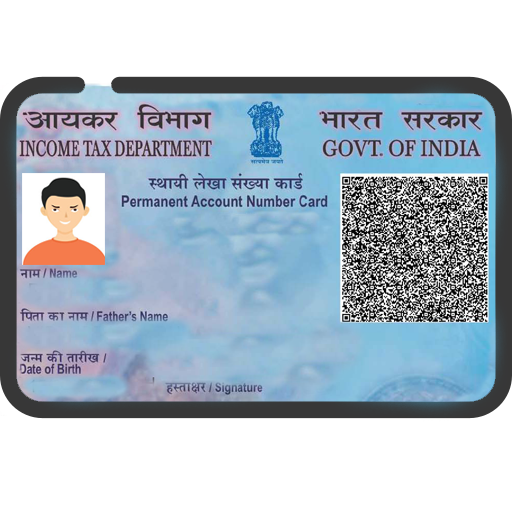 आयकर विभाग
INCOME TAX DEPARTMENT
सत्यमेव जयते
भारत सरकार
GOVT. OF INDIA
स्थायी लेखा संख्या कार्ड
Permanent Account Number Card
नाम / Name
पिता का नाम / Father's Name
जन्म की तारीख /
Date of Birth
हस्ताक्षर / Signature